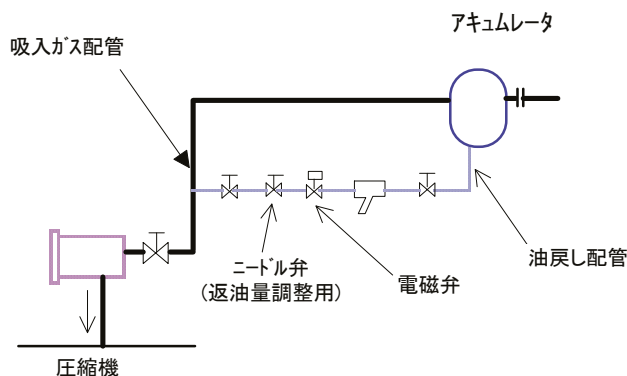 アキュムレータ
吸入ガス配管
油戻し配管
ニードル弁
(返油量調整用)
電磁弁
圧縮機